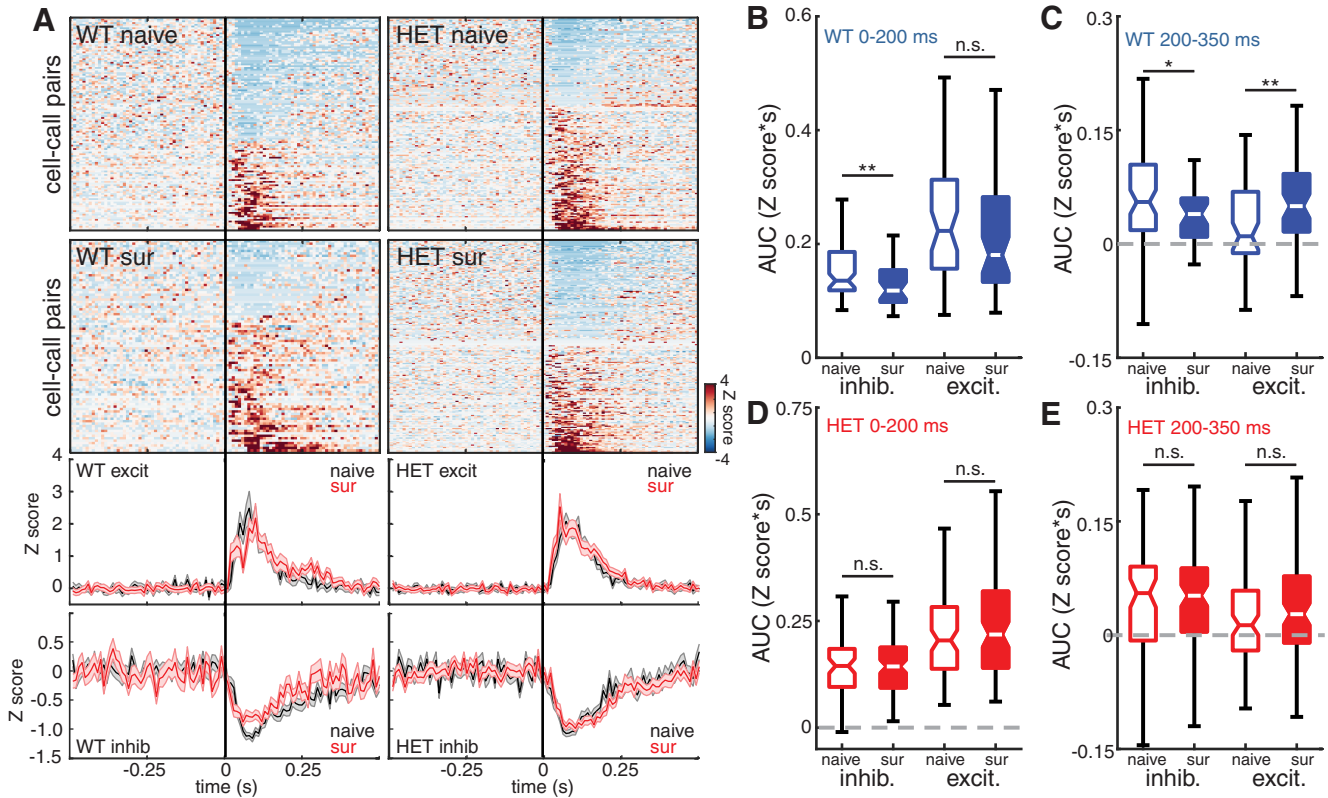 A
WT naive
HET naive
cell-call pairs
WT sur
HET sur
cell-call pairs
4
Z score
-4
WT excit
naive
sur
HET excit
naive
sur
4
3
2
1
0
Z score
WT inhib
naive
sur
HET inhib
naive
sur
0.5
0
-0.5
-1.0
-1.5
Z score
-0.25
0
0.25
time (s)
-0.25
0
0.25
time (s)
B
WT 0-200 ms
n.s.
**
0.6
0.4
0.2
0
AUC (Z score*s)
naive
sur
naive
sur
inhib.
excit.
C
WT 200-350 ms
*
**
0.3
0.15
0
-0.15
AUC (Z score*s)
naive
sur
naive
sur
inhib.
excit.
D
HET 0-200 ms
n.s.
n.s.
0.75
0.5
0.25
0
AUC (Z score*s)
naive
sur
naive
sur
inhib.
excit.
E
HET 200-350 ms
n.s.
n.s.
0.3
0.15
0
-0.15
AUC (Z score*s)
naive
sur
naive
sur
inhib.
excit.